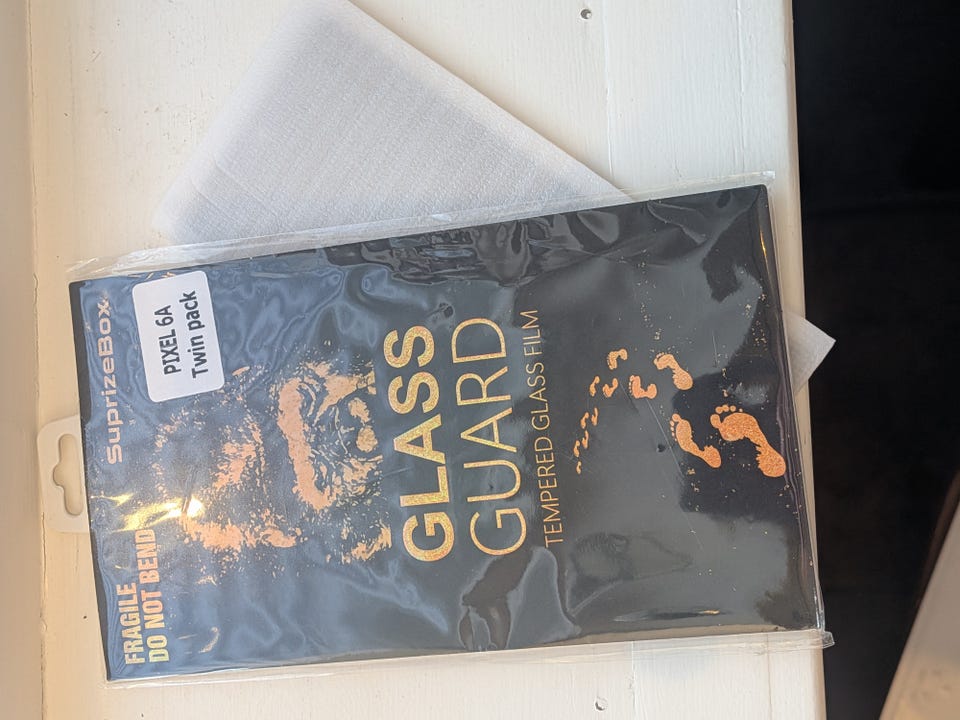 FRAGILE
DO NOT BEND
SuprizeBox
PIXEL 6A
Twin pack
GLASS
GUARD
TEMPERED GLASS FILM